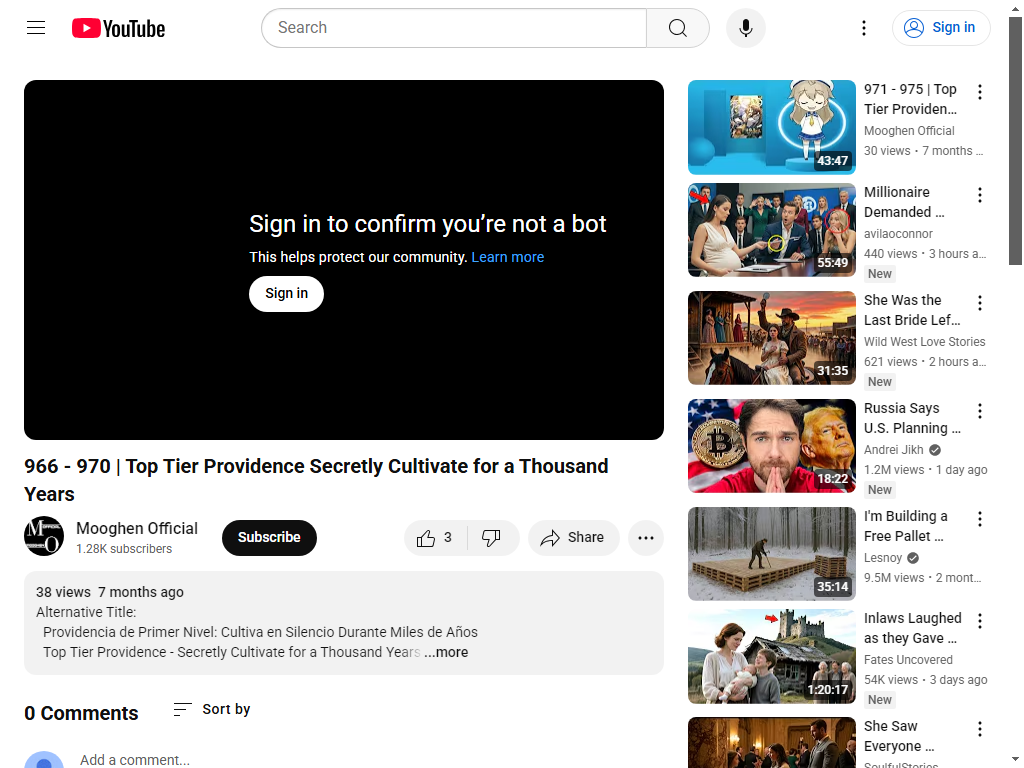 YouTube
Search
Sign in
Sign in to confirm you're not a bot
This helps protect our community. Learn more
Sign in
966 - 970 | Top Tier Providence Secretly Cultivate for a Thousand
Years
Mooghen Official
1.28K subscribers
Subscribe
3
Share
38 views 7 months ago
Alternative Title:
Providencia de Primer Nivel: Cultiva en Silencio Durante Miles de Años
Top Tier Providence - Secretly Cultivate for a Thousand Years ...more
0 Comments
Sort by
Add a comment...
43:47
971 - 975 | Top
Tier Providen...
Mooghen Official
30 views • 7 months ...
55:49
Millionaire
Demanded ...
avilaoconnor
440 views • 3 hours a...
New
31:35
She Was the
Last Bride Lef...
Wild West Love Stories
621 views • 2 hours a...
New
18:22
Russia Says
U.S. Planning ...
Andrei Jikh
1.2M views • 1 day ago
New
35:14
I'm Building a
Free Pallet ...
Lesnoy
9.5M views • 2 mont...
1:20:17
Inlaws Laughed
as they Gave ...
Fates Uncovered
54K views • 3 days ago
New
She Saw
Everyone ...
SoulfulStories